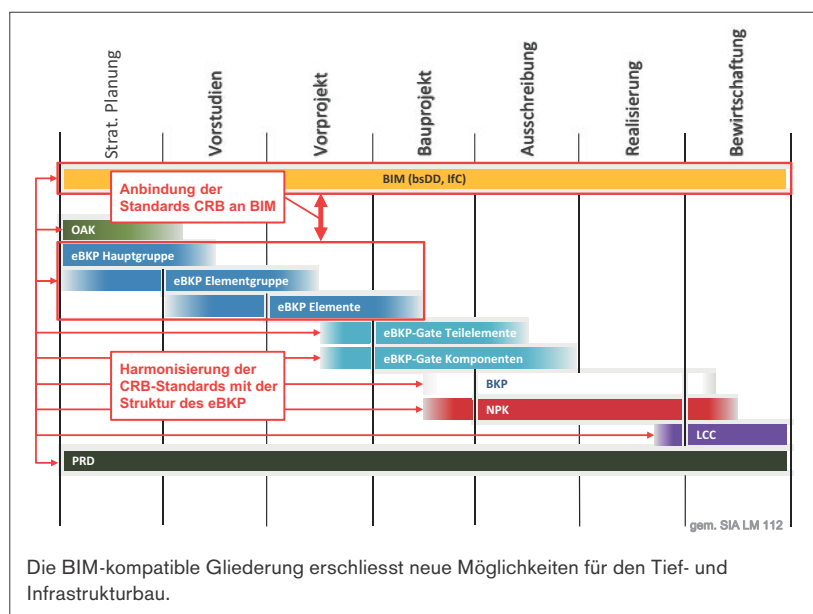 Strat. Planung
Vorstudien
Vorprojekt
Bauprojekt
Ausschreibung
Realisierung
Bewirtschaftung
BIM (bsDD, IfC)
Anbindung der
Standards CRB an BIM
OAK
eBKP Hauptgruppe
eBKP Elementgruppe
eBKP Elemente
eBKP-Gate Teilelemente
eBKP-Gate Komponenten
Harmonisierung der
CRB-Standards mit der
Struktur des eBKP
BKP
NPK
LCC
PRD
gem. SIA LM 112
Die BIM-kompatible Gliederung erschliesst neue Möglichkeiten für den Tief- und
Infrastrukturbau.